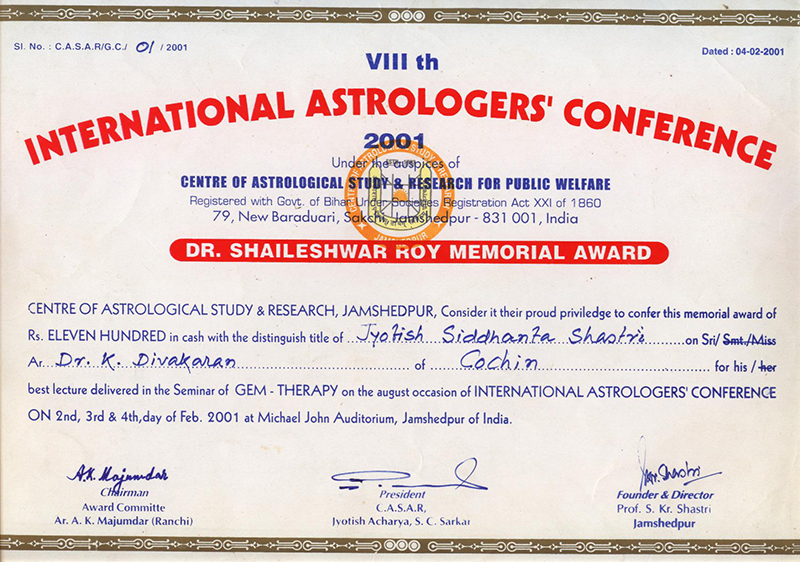 Sl. No. : C.A.S.A.R/G.C./ 01 / 2001
Dated : 04-02-2001
VIII th
INTERNATIONAL ASTROLOGERS' CONFERENCE
2001
Under the auspices of
CENTRE OF ASTROLOGICAL STUDY & RESEARCH FOR PUBLIC WELFARE
Registered with Govt. of Bihar Under Societies Registration Act XXI of 1860
79, New Baraduari, Sakchi, Jamshedpur - 831 001, India
JAMSHEDPUR
DR. SHAILESHWAR ROY MEMORIAL AWARD
CENTRE OF ASTROLOGICAL STUDY & RESEARCH, JAMSHEDPUR, Consider it their proud priviledge to confer this memorial award of
Rs. ELEVEN HUNDRED in cash with the distinguish title of Jyotish Siddhanta Shastri on Sri/ Smt./Miss
Ar. Dr. K. Divakaran of Cochin for his / her
best lecture delivered in the Seminar of GEM - THERAPY on the august occasion of INTERNATIONAL ASTROLOGERS' CONFERENCE
ON 2nd, 3rd & 4th,day of Feb. 2001 at Michael John Auditorium, Jamshedpur of India.
A.K. Majumdar
Chairman
Award Committe
Ar. A. K. Majumdar (Ranchi)
President
C.A.S.A.R,
Jyotish Acharya, S. C. Sarkar
Founder & Director
Prof. S. Kr. Shastri
Jamshedpur